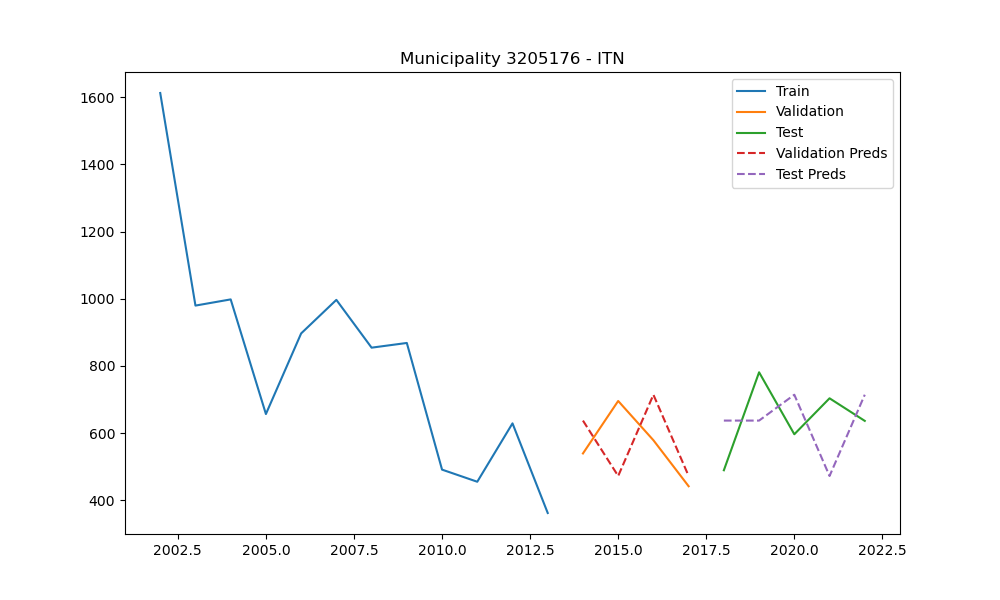 Municipality 3205176 - ITN
Train
Validation
Test
Validation Preds
Test Preds
1600
1400
1200
1000
800
600
400
2002.5 2005.0 2007.5 2010.0 2012.5 2015.0 2017.5 2020.0 2022.5